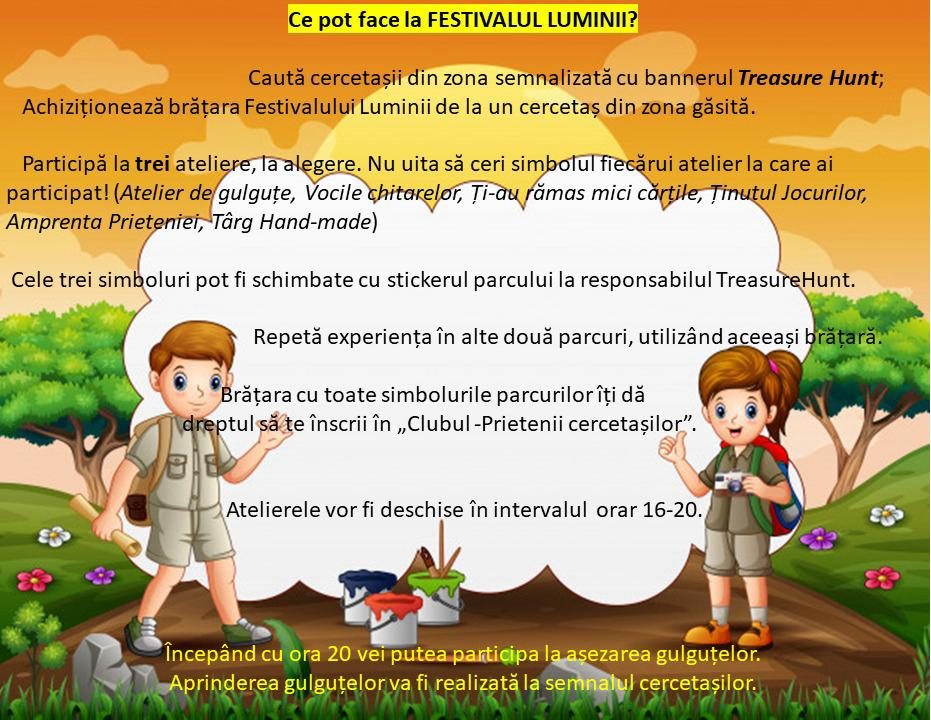 Ce pot face la FESTIVALUL LUMINII?
Caută cercetașii din zona semnalizată cu bannerul Treasure Hunt;
Achiziționează brățara Festivalului Luminii de la un cercetaș din zona găsită.
Participă la trei ateliere, la alegere. Nu uita să ceri simbolul fiecărui atelier la care ai
participat! (Atelier de gulguțe, Vocile chitarelor, Ți-au rămas mici cărțile, Ținutul Jocurilor,
Amprenta Prieteniei, Târg Hand-made)
Cele trei simboluri pot fi schimbate cu stickerul parcului la responsabilul TreasureHunt.
Repetă experiența în alte două parcuri, utilizând aceeași brățară.
Brățara cu toate simbolurile parcurilor îți dă
dreptul să te înscrii în „Clubul -Prietenii cercetașilor”.
Atelierele vor fi deschise în intervalul orar 16-20.
Începând cu ora 20 vei putea participa la așezarea gulguțelor.
Aprinderea gulguțelor va fi realizată la semnalul cercetașilor.